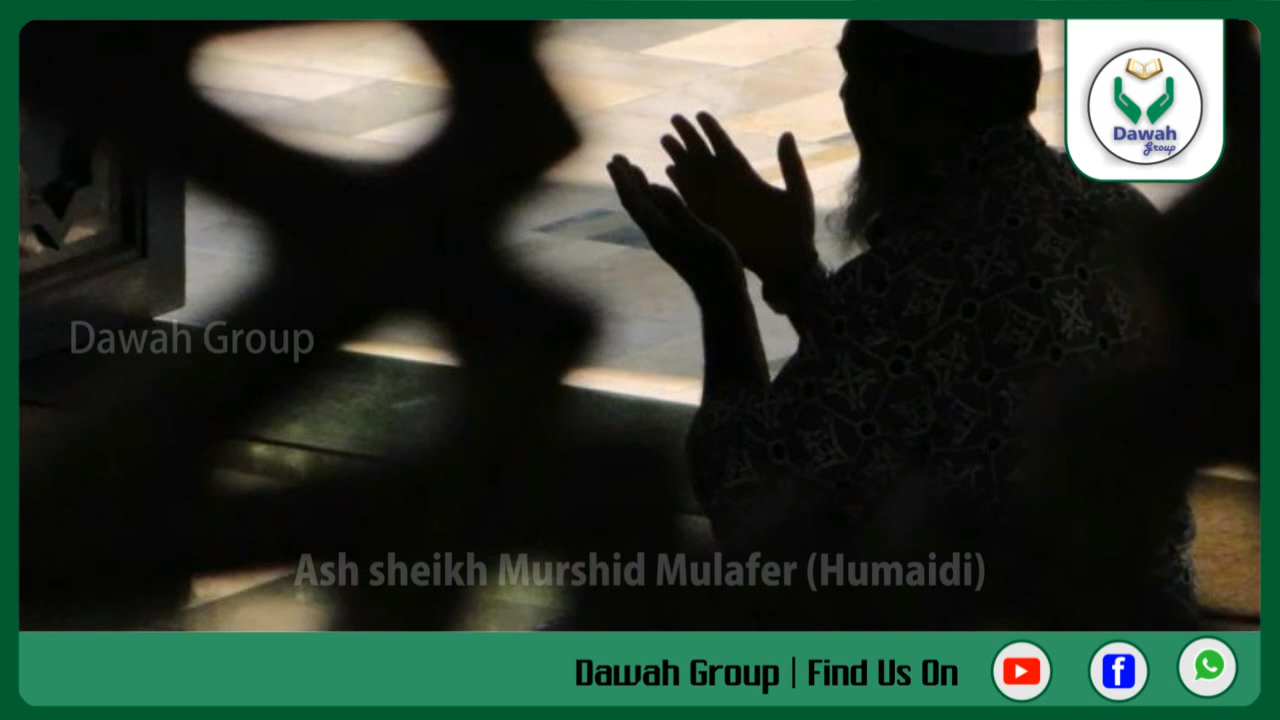 Dawah
Group
Dawah Group
Ash sheikh Murshid Mulafer (Humaidi)
Dawah Group | Find Us On